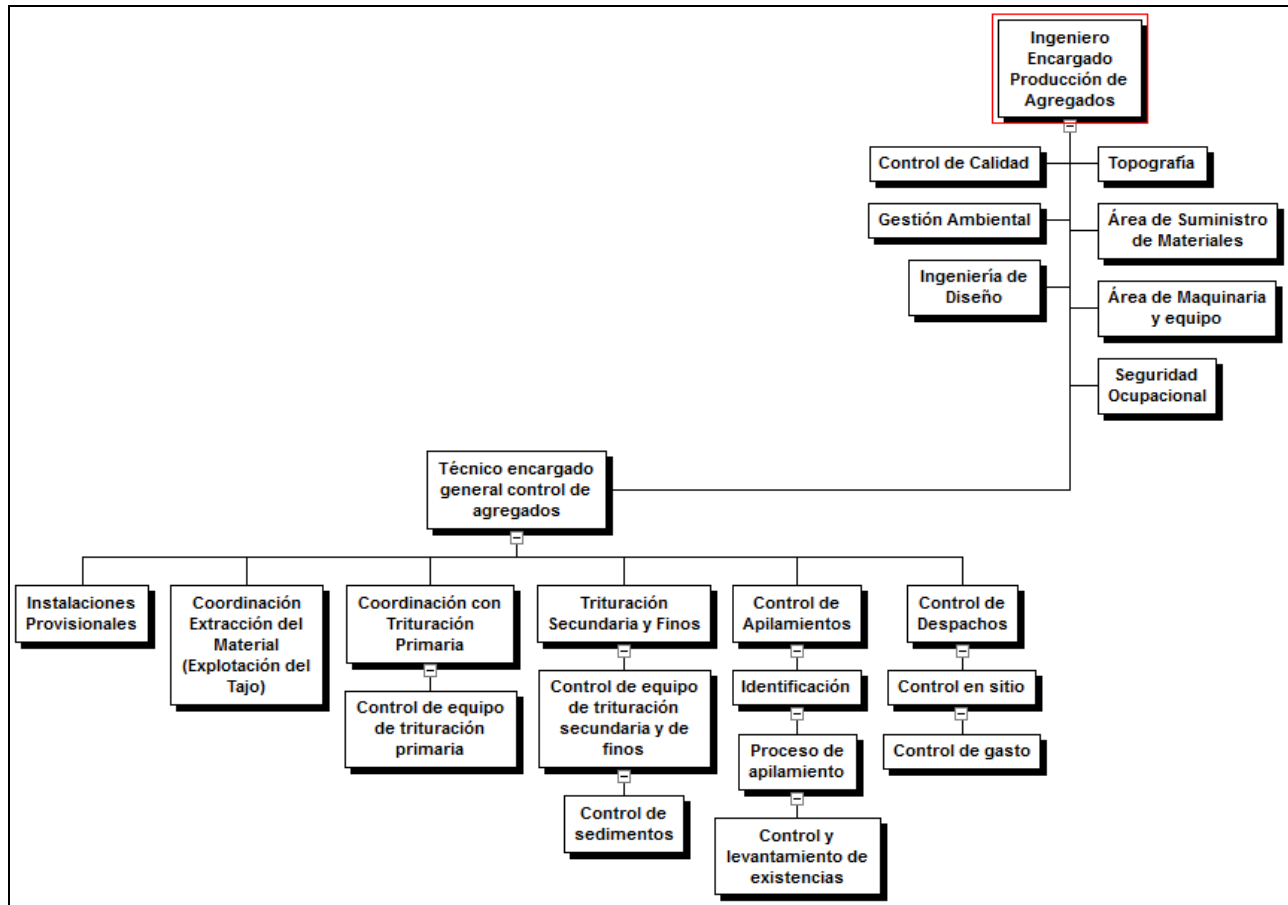 Ingeniero
Encargado
Producción de
Agregados
Control de Calidad
Topografía
Gestión Ambiental
Área de Suministro
de Materiales
Ingeniería de
Diseño
Área de Maquinaria
y equipo
Seguridad
Ocupacional
Técnico encargado
general control de
agregados
Instalaciones
Provisionales
Coordinación
Extracción del
Material
(Explotación del
Tajo)
Coordinación con
Trituración
Primaria
Control de equipo
de trituración
primaria
Trituración
Secundaria y Finos
Control de equipo
de trituración
secundaria y de
finos
Control de
sedimentos
Control de
Apilamientos
Identificación
Proceso de
apilamiento
Control y
levantamiento de
existencias
Control de
Despachos
Control en sitio
Control de gasto